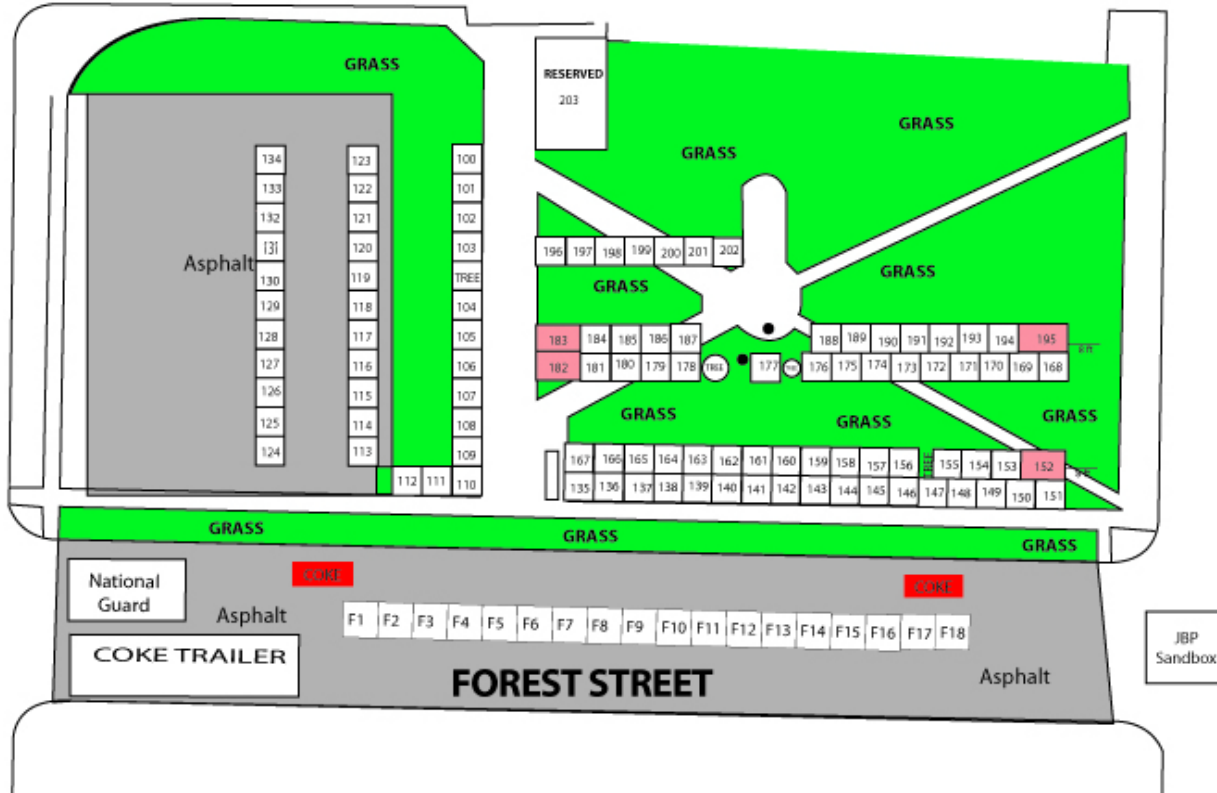 GRASS
RESERVED
203
GRASS
GRASS
134 123 100
133 122 101
132 121 102
131 120 103
196 197 198 199 200 201 202
Asphalt
130 119 TREE
GRASS
GRASS
129 118 104
128 117 105
183 184 185 186 187
188 189 190 191 192 193 194 195
8 ft
127 116 106
182 181 180 179 178 TREE 177 TREE 176 175 174 173 172 171 170 169 168
126 115 107
125 114 108
GRASS
GRASS
GRASS
124 113 109
167 166 165 164 163 162 161 160 159 158 157 156 TREE 155 154 153 152
8 ft
112 111 110
135 136 137 138 139 140 141 142 143 144 145 146 147 148 149 150 151
GRASS
GRASS
GRASS
National
Guard
COKE
COKE
Asphalt
F1 F2 F3 F4 F5 F6 F7 F8 F9 F10 F11 F12 F13 F14 F15 F16 F17 F18
COKE TRAILER
FOREST STREET
Asphalt
JBP
Sandbox